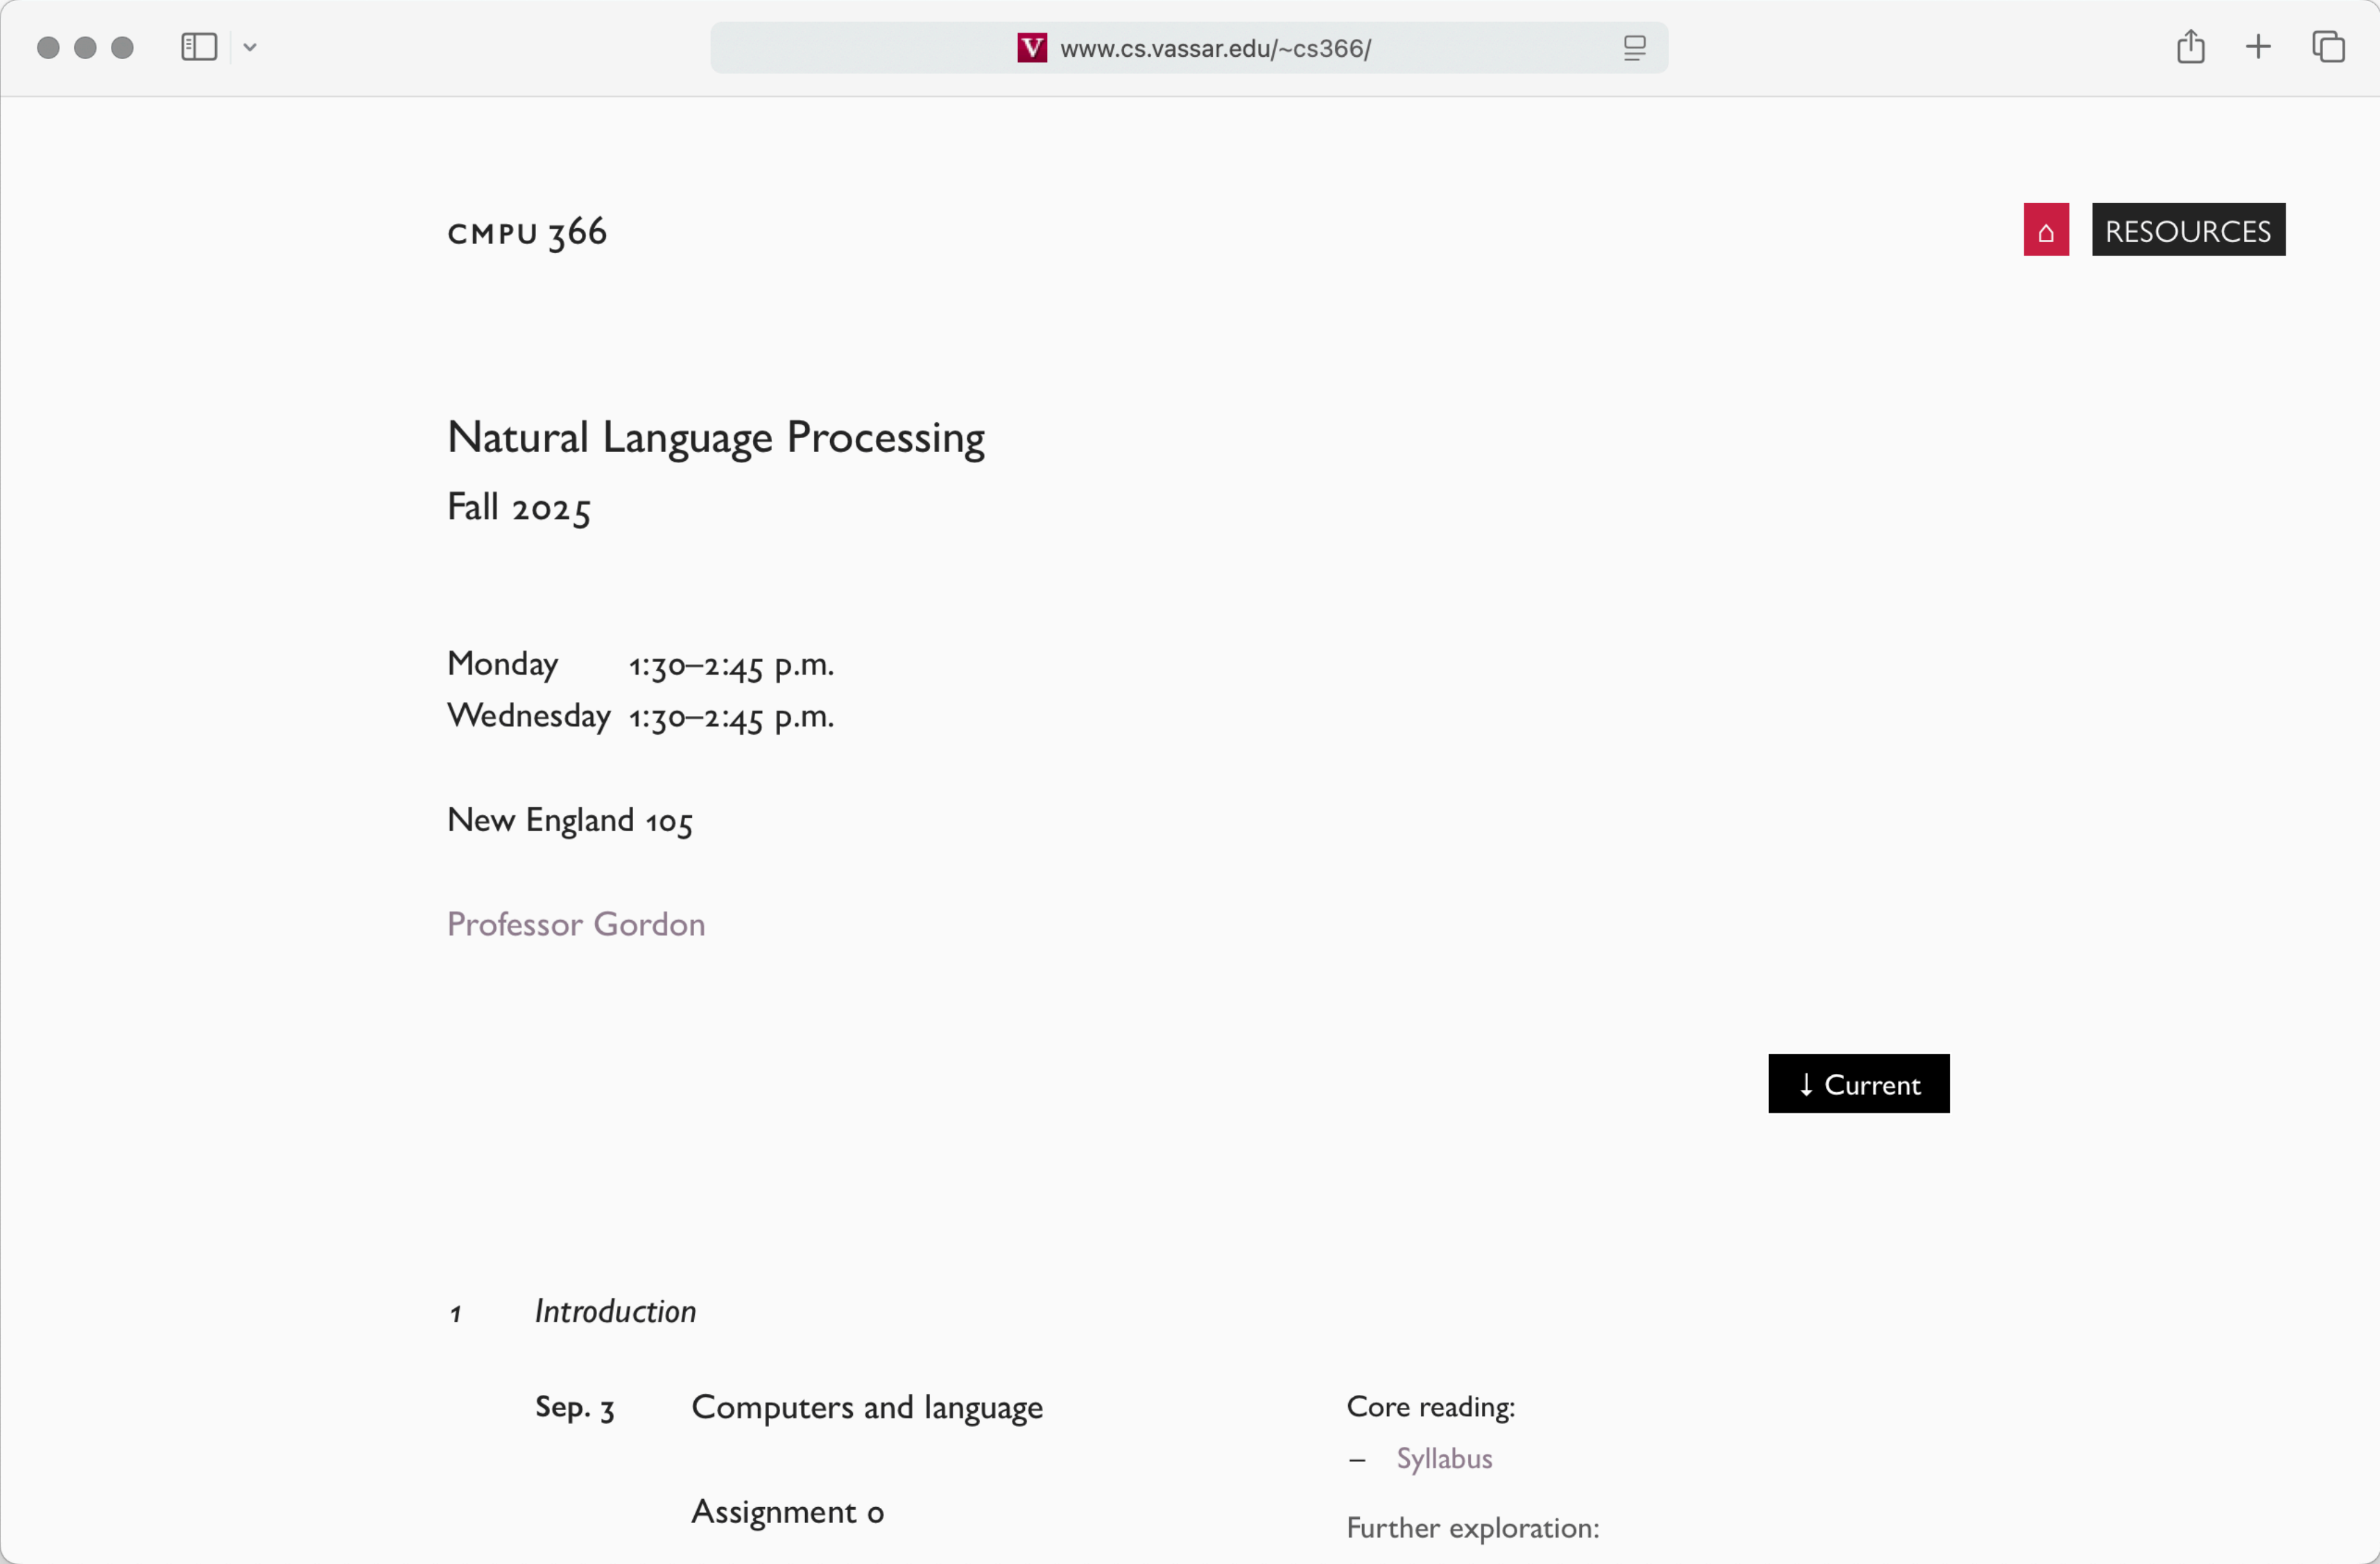 V www.cs.vassar.edu/~cs366/
CMPU 366
⌂ RESOURCES
Natural Language Processing
Fall 2025
Monday 1:30–2:45 p.m.
Wednesday 1:30–2:45 p.m.
New England 105
Professor Gordon
↓ Current
1 Introduction
Sep. 3 Computers and language
Core reading:
– Syllabus
Assignment 0
Further exploration: